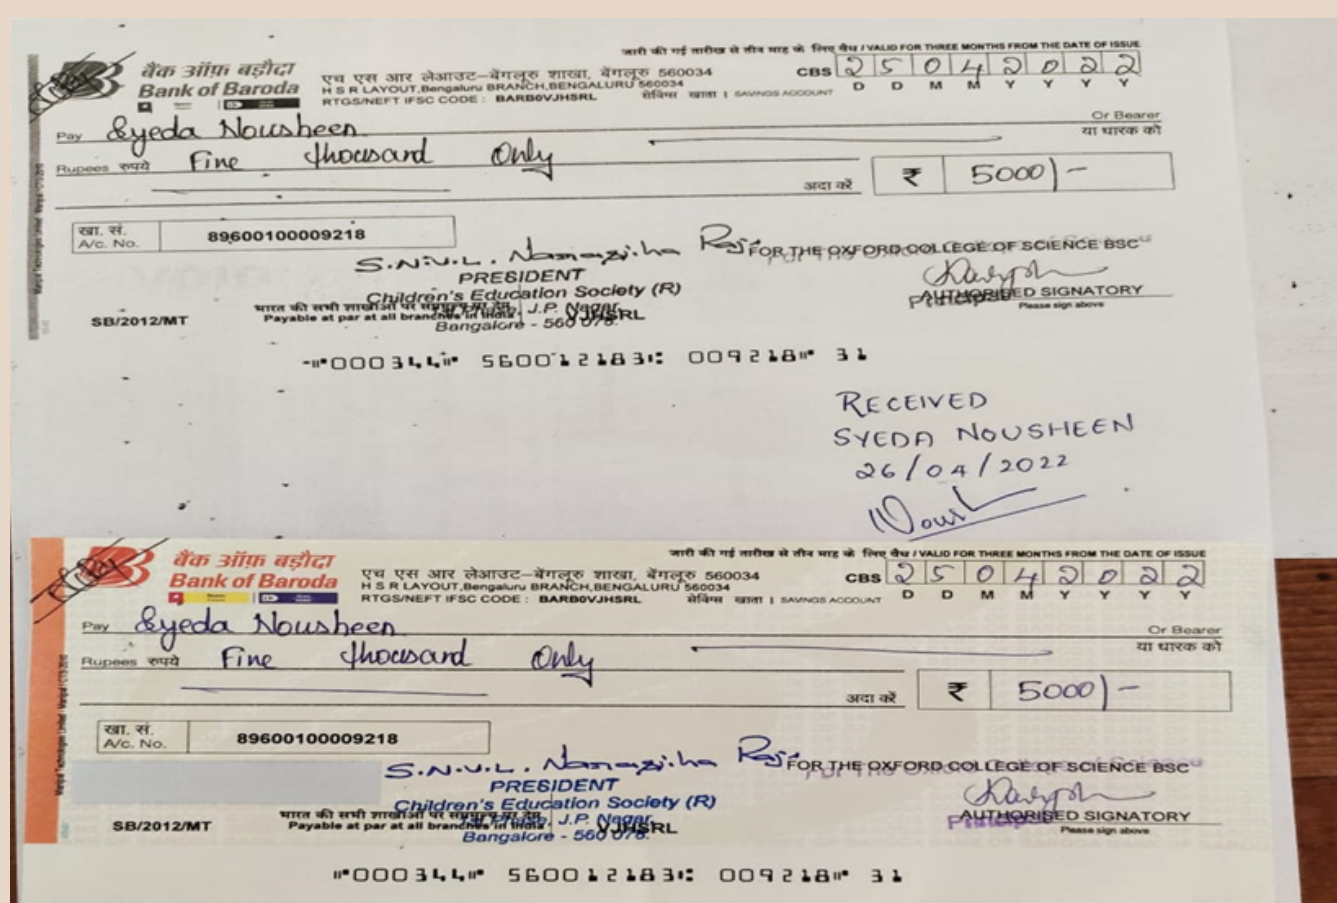 जारी की गई तारीख से तीन माह के लिए वैध / VALID FOR THREE MONTHS FROM THE DATE OF ISSUE
बैंक ऑफ़ बड़ौदा
Bank of Baroda
एच एस आर लेआउट–बेंगलूरु शाखा, बेंगलूरु 560034
H S R LAYOUT,Bengaluru BRANCH,BENGALURU 560034
RTGS/NEFT IFSC CODE : BARB0VJHSRL
सेविंग्स खाता | SAVINGS ACCOUNT
CBS 2 5 0 4 2 0 2 2
D D M M Y Y Y Y
Pay Syeda Nousheen
Or Bearer
या धारक को
Rupees रुपये Five thousand Only
अदा करें ₹ 5000/-
खा. सं.
A/c. No. 89600100009218
S.N.V.L. Narasimha Raj
FOR THE OXFORD COLLEGE OF SCIENCE BSC
PRESIDENT
Children's Education Society (R)
J.P. Nagar,
Bangalore - 560 078.
AUTHORISED SIGNATORY
Please sign above
SB/2012/MT
भारत की सभी शाखाओं पर
Payable at par at all branches in India
VJHSRL
⑈000344⑈ 560012183⑆ 009218⑈ 31
RECEIVED
SYEDA NOUSHEEN
26/04/2022
Noush
जारी की गई तारीख से तीन माह के लिए वैध / VALID FOR THREE MONTHS FROM THE DATE OF ISSUE
बैंक ऑफ़ बड़ौदा
Bank of Baroda
एच एस आर लेआउट–बेंगलूरु शाखा, बेंगलूरु 560034
H S R LAYOUT,Bengaluru BRANCH,BENGALURU 560034
RTGS/NEFT IFSC CODE : BARB0VJHSRL
सेविंग्स खाता | SAVINGS ACCOUNT
CBS 2 5 0 4 2 0 2 2
D D M M Y Y Y Y
Pay Syeda Nousheen
Or Bearer
या धारक को
Rupees रुपये Five thousand Only
अदा करें ₹ 5000/-
खा. सं.
A/c. No. 89600100009218
S.N.V.L. Narasimha Raj
FOR THE OXFORD COLLEGE OF SCIENCE BSC
PRESIDENT
Children's Education Society (R)
J.P. Nagar,
Bangalore - 560 078.
AUTHORISED SIGNATORY
Please sign above
SB/2012/MT
भारत की सभी शाखाओं पर
Payable at par at all branches in India
VJHSRL
⑈000344⑈ 560012183⑆ 009218⑈ 31